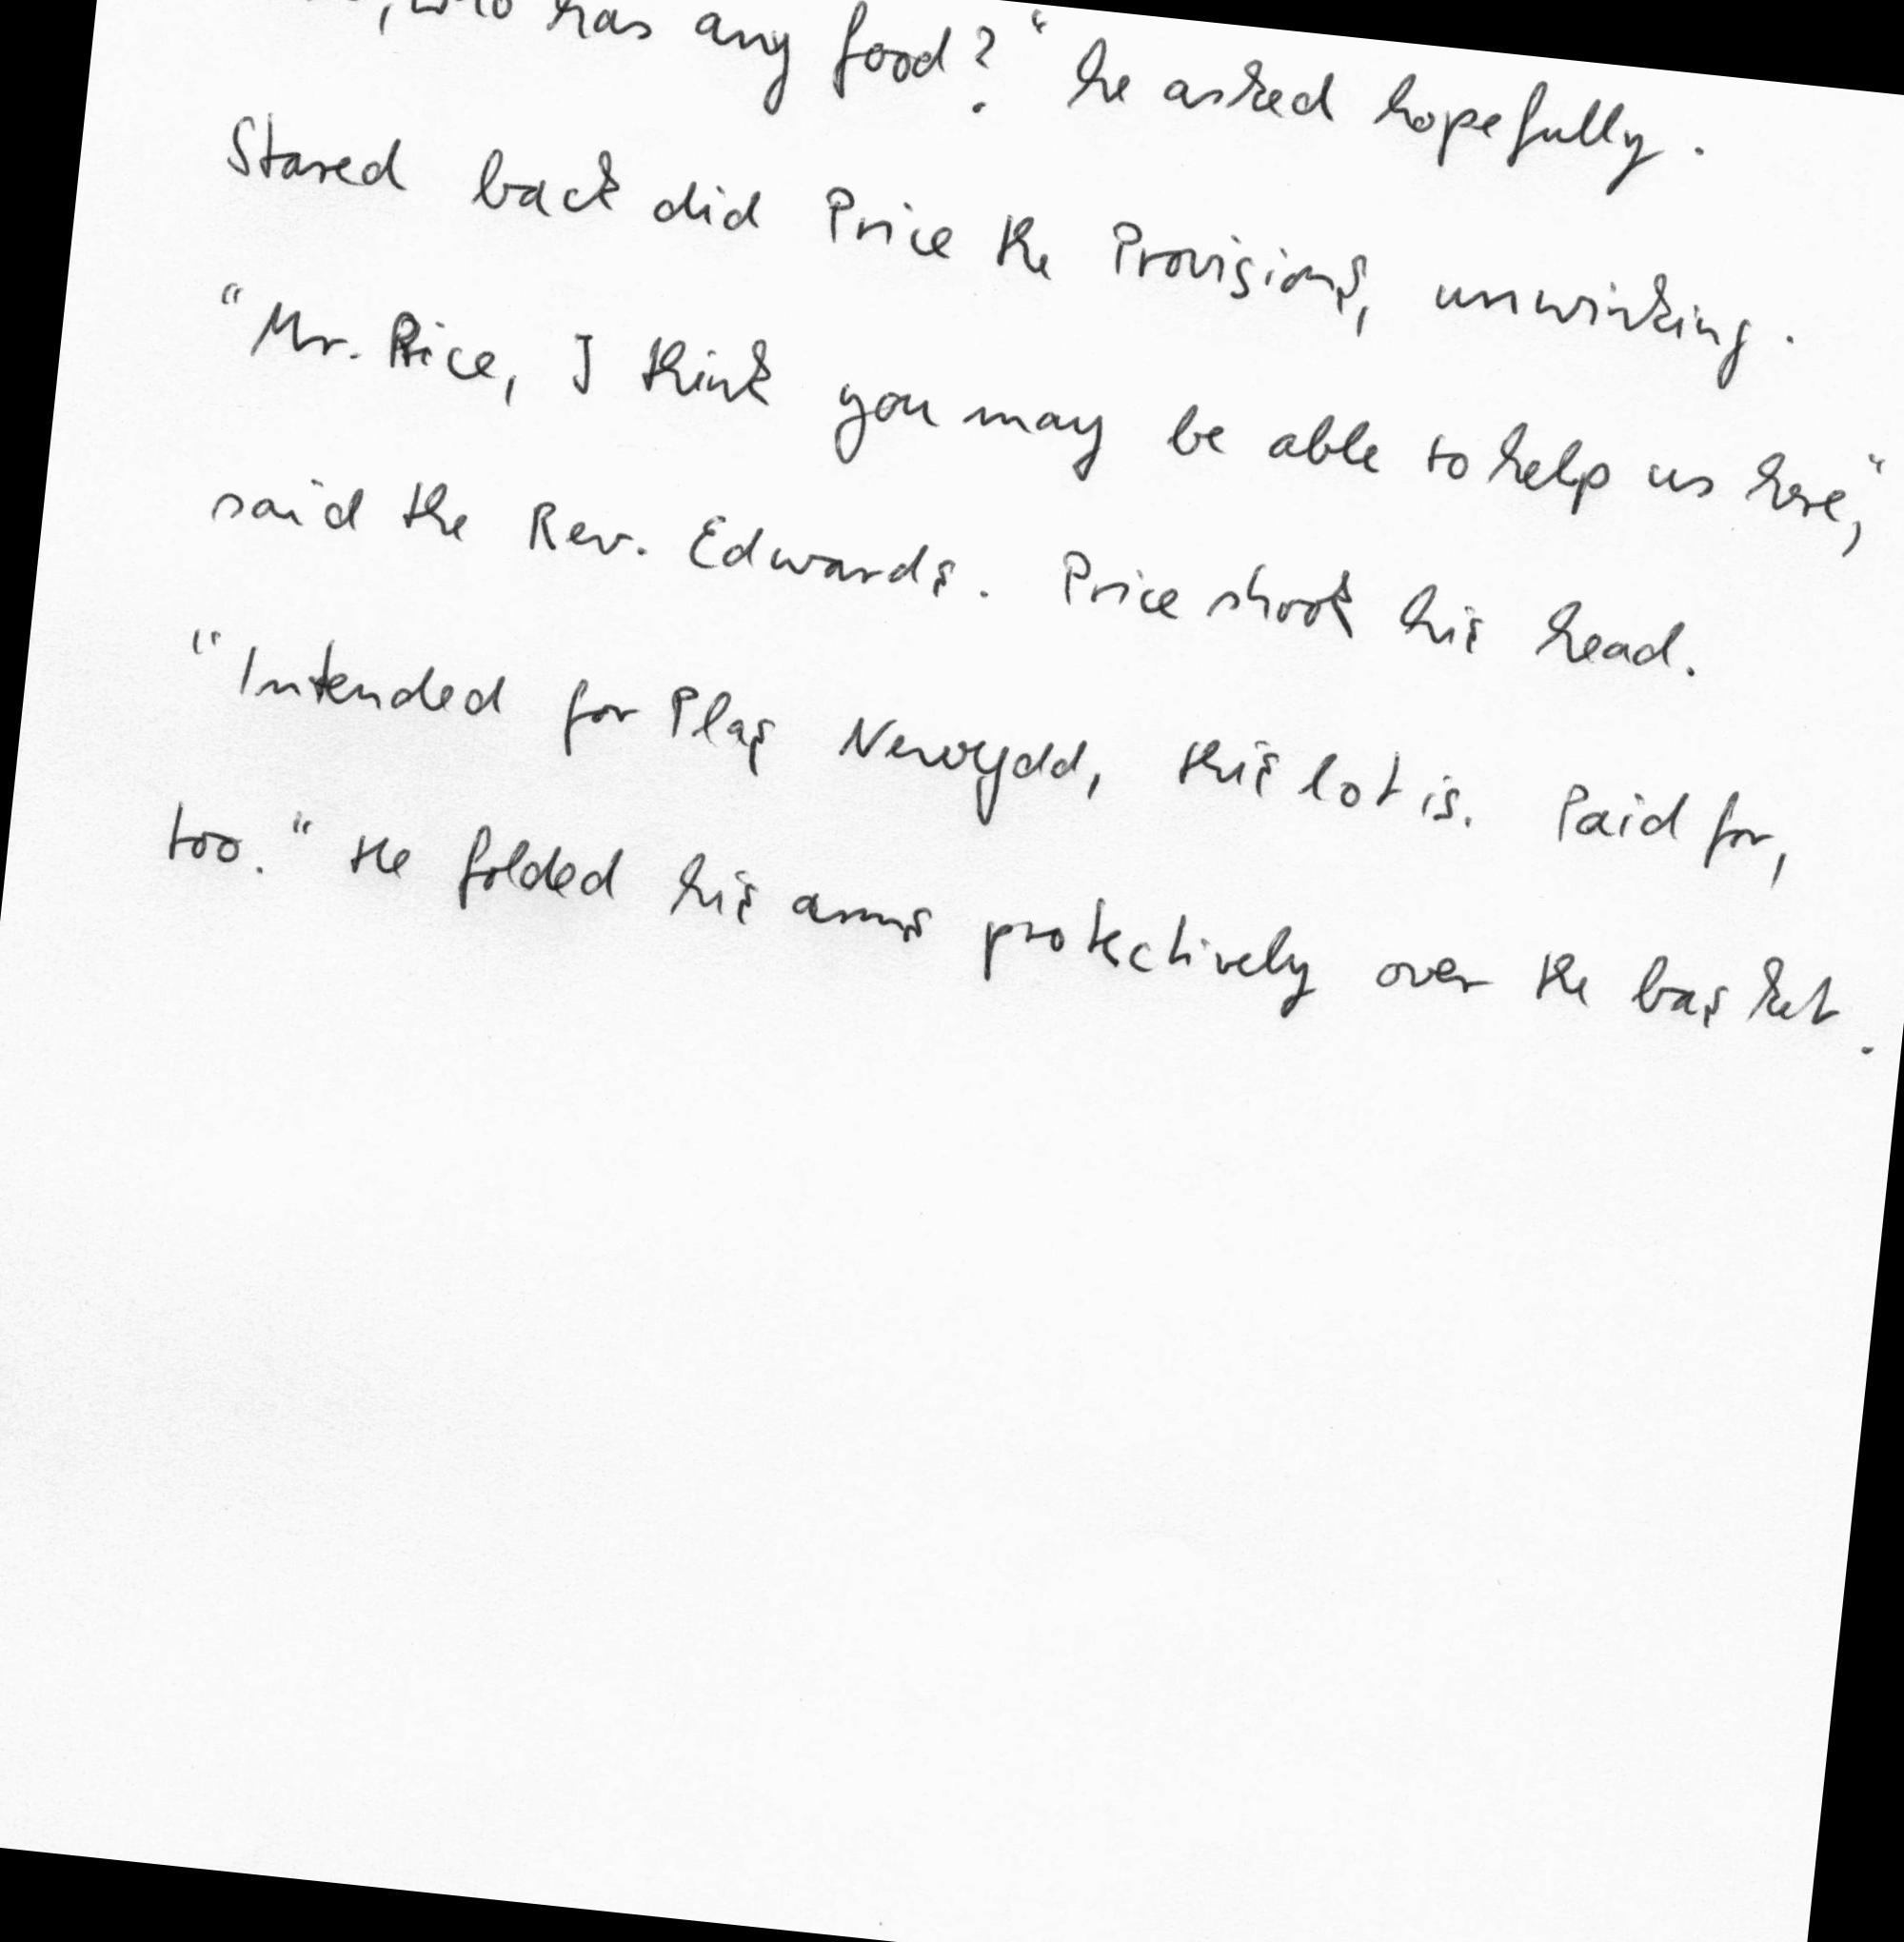 who has any food?" he asked hopefully.
Stared back did Price the Provisions, unwinking.
"Mr. Price, I think you may be able to help us here,"
said the Rev. Edwards. Price shook his head.
"Intended for Plas Newydd, this lot is. Paid for,
too." He folded his arms protectively over the basket.